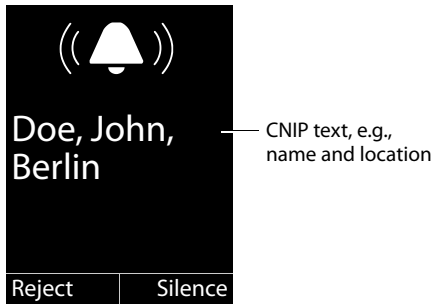 Doe, John,
Berlin
CNIP text, e.g.,
name and location
Reject Silence